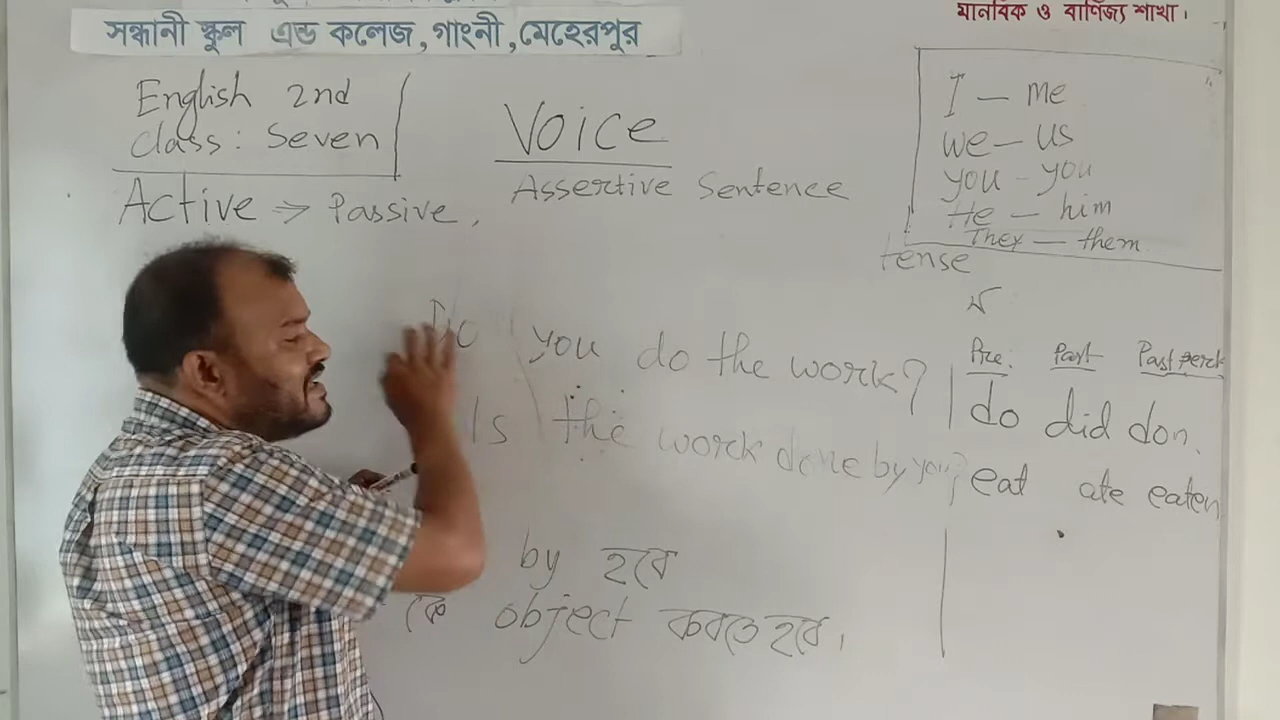 সন্ধানী স্কুল এন্ড কলেজ, গাংনী, মেহেরপুর
মানবিক ও বাণিজ্য শাখা।
English 2nd
class: Seven
Voice
Assertive Sentence
Active ⇒ Passive,
I – me
we – us
you - you
He – him
They – them
tense
Do you do the work?
Is the work done by you?
Pre. Past Past perck
do did don
eat ate eaten
by হবে
কে object করতে হবে।